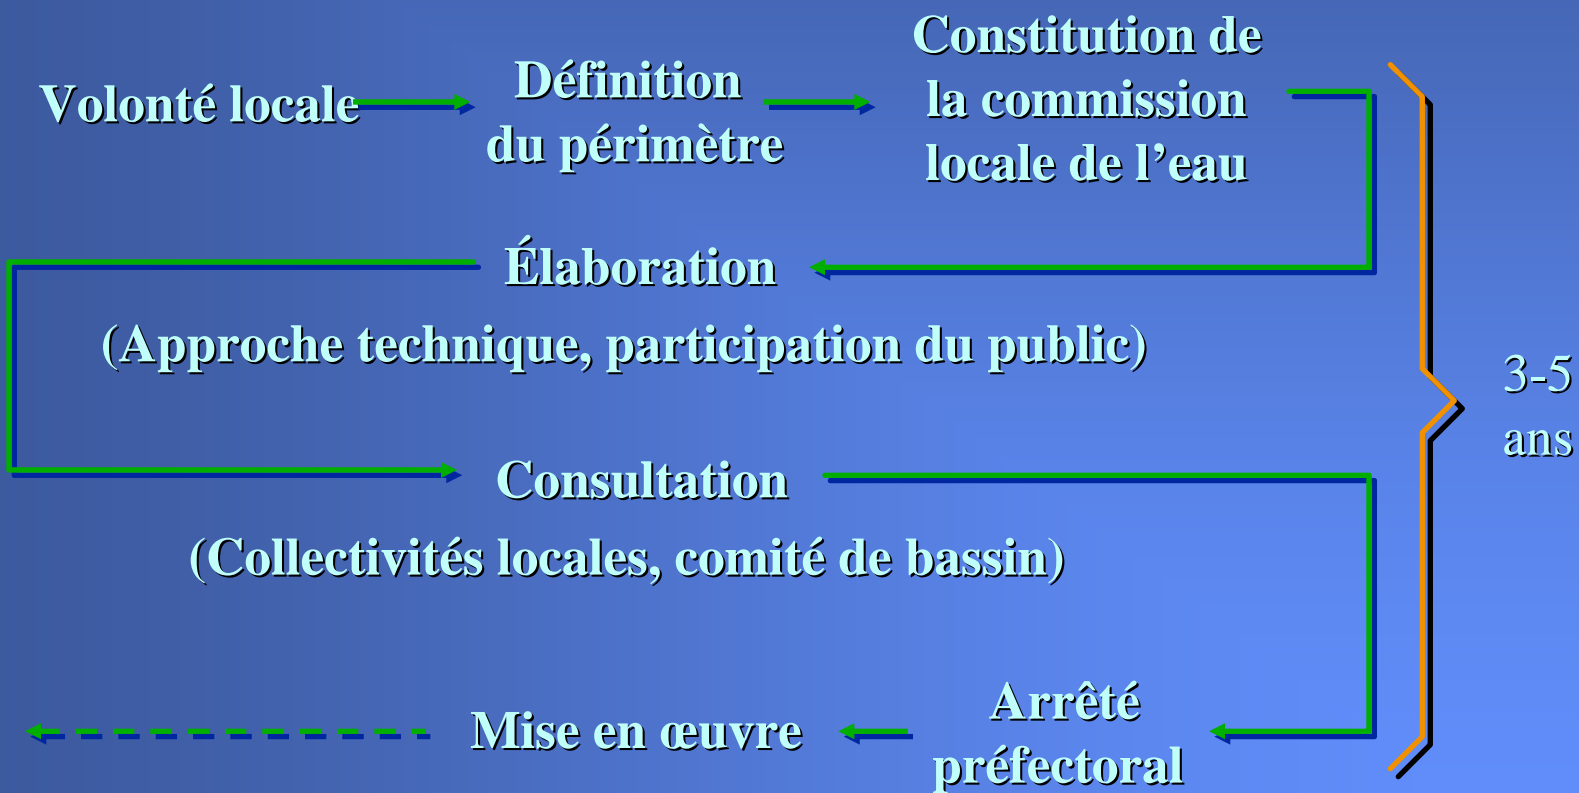 Volonté locale
Définition
du périmètre
Constitution de
la commission
locale de l’eau
Élaboration
(Approche technique, participation du public)
3-5
ans
Consultation
(Collectivités locales, comité de bassin)
Arrêté
préfectoral
Mise en œuvre